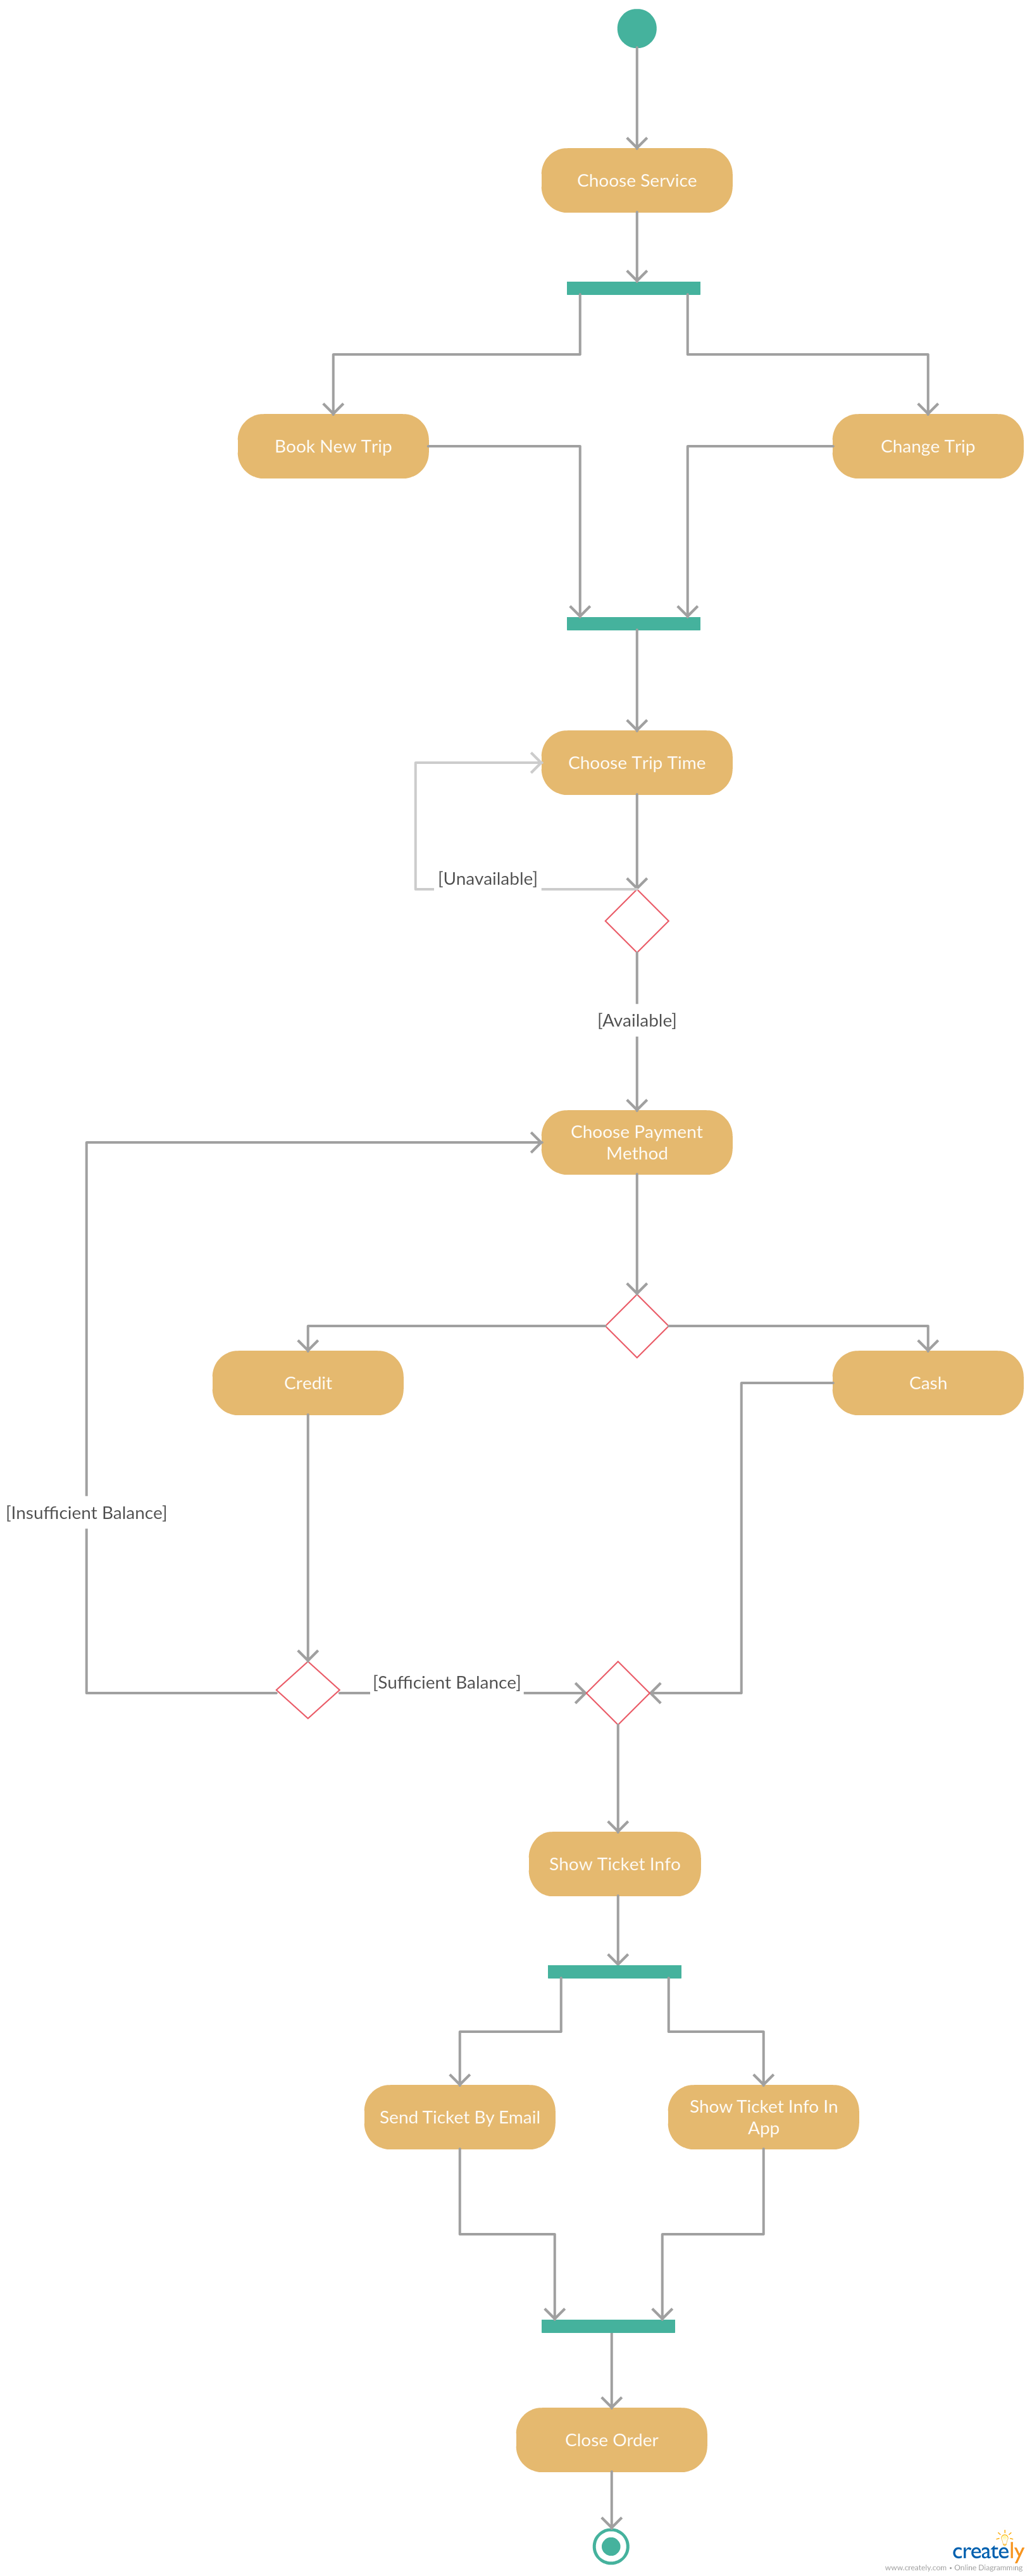 Choose Service
Book New Trip
Change Trip
Choose Trip Time
[Unavailable]
[Available]
Choose Payment
Method
Credit
Cash
[Insufficient Balance]
[Sufficient Balance]
Show Ticket Info
Send Ticket By Email
Show Ticket Info In
App
Close Order
creately
www.creately.com • Online Diagramming